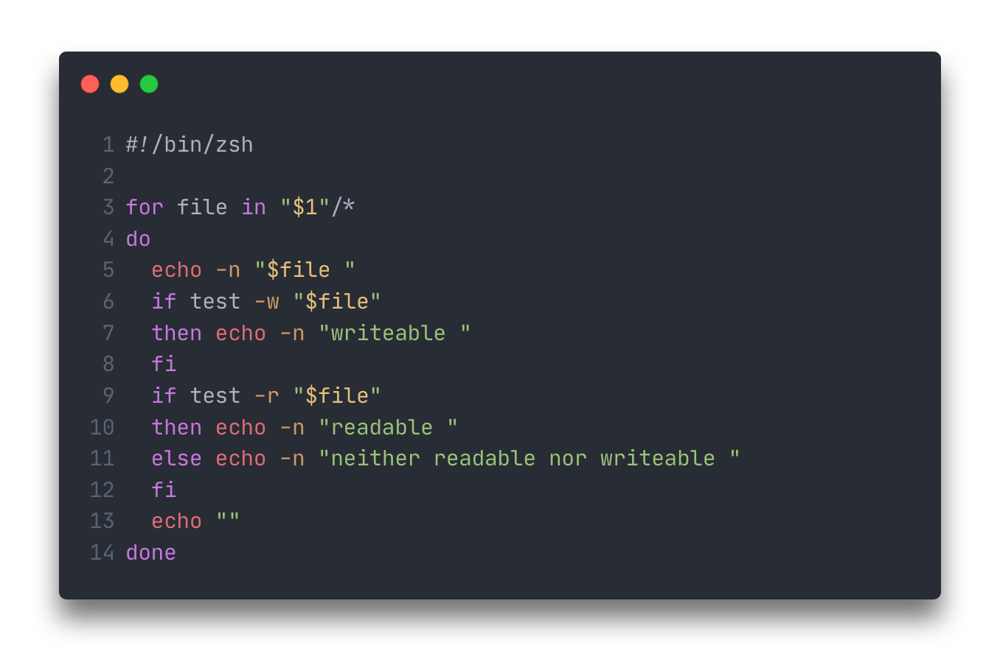 1 #!/bin/zsh
2
3 for file in "$1"/*
4 do
5   echo -n "$file "
6   if test -w "$file"
7   then echo -n "writeable "
8   fi
9   if test -r "$file"
10   then echo -n "readable "
11   else echo -n "neither readable nor writeable "
12   fi
13   echo ""
14 done